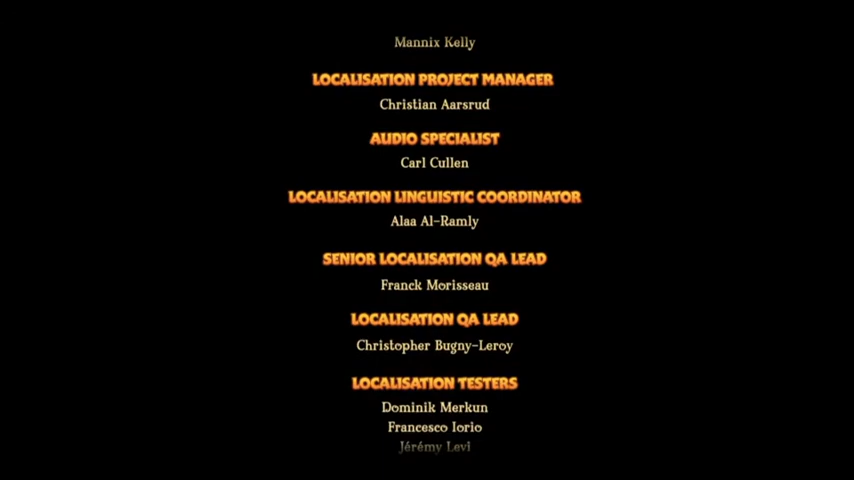 Mannix Kelly
LOCALISATION PROJECT MANAGER
Christian Aarsrud
AUDIO SPECIALIST
Carl Cullen
LOCALISATION LINGUISTIC COORDINATOR
Alaa Al-Ramly
SENIOR LOCALISATION QA LEAD
Franck Morisseau
LOCALISATION QA LEAD
Christopher Bugny-Leroy
LOCALISATION TESTERS
Dominik Merkun
Francesco Iorio
Jérémy Levi